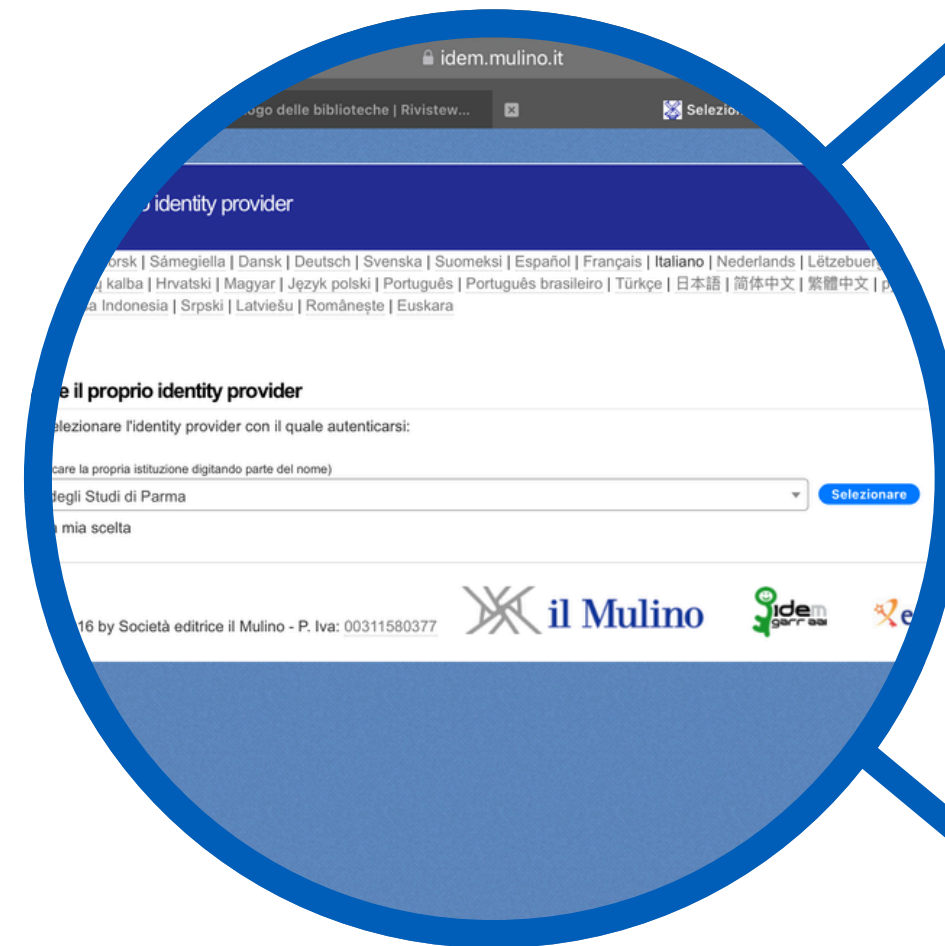 idem.mulino.it
ogo delle biblioteche | Rivistew...
Selezion
identity provider
orsk | Sámegiella | Dansk | Deutsch | Svenska | Suomeksi | Español | Français | Italiano | Nederlands | Lëtzebuerg
kalba | Hrvatski | Magyar | Język polski | Português | Português brasileiro | Türkçe | 日本語 | 简体中文 | 繁體中文 |
sa Indonesia | Srpski | Latviešu | Românește | Euskara
e il proprio identity provider
elezionare l'identity provider con il quale autenticarsi:
care la propria istituzione digitando parte del nome)
degli Studi di Parma
Selezionare
mia scelta
16 by Società editrice il Mulino - P. Iva: 00311580377
il Mulino
idem
garr aai
e